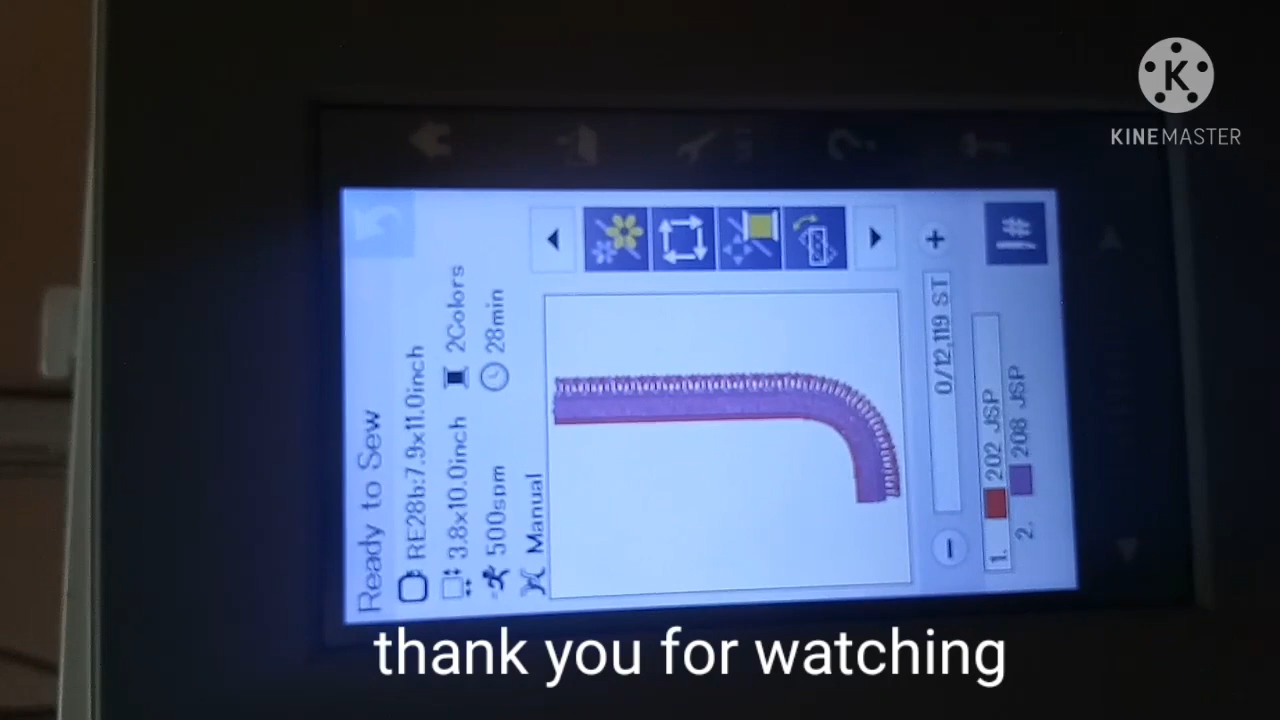 Ready to Sew
RE28b:7.9x11.0inch
3.8x10.0inch 2Colors
500spm 28min
Manual
0/12,119 ST
1. 202 JSP
2. 208 JSP
#
K
KINEMASTER
thank you for watching